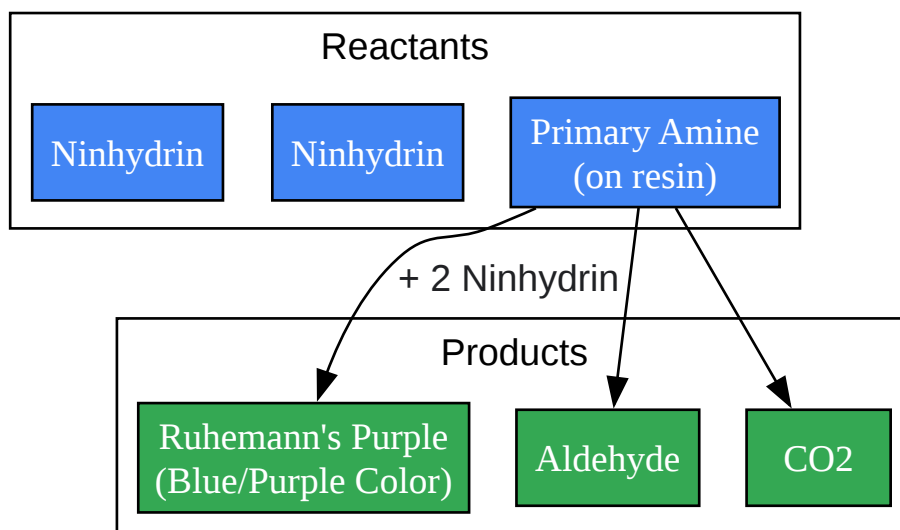 Reactants
Ninhydrin
Ninhydrin
Primary Amine
(on resin)
+ 2 Ninhydrin
Products
Ruhemann's Purple
(Blue/Purple Color)
Aldehyde
CO2